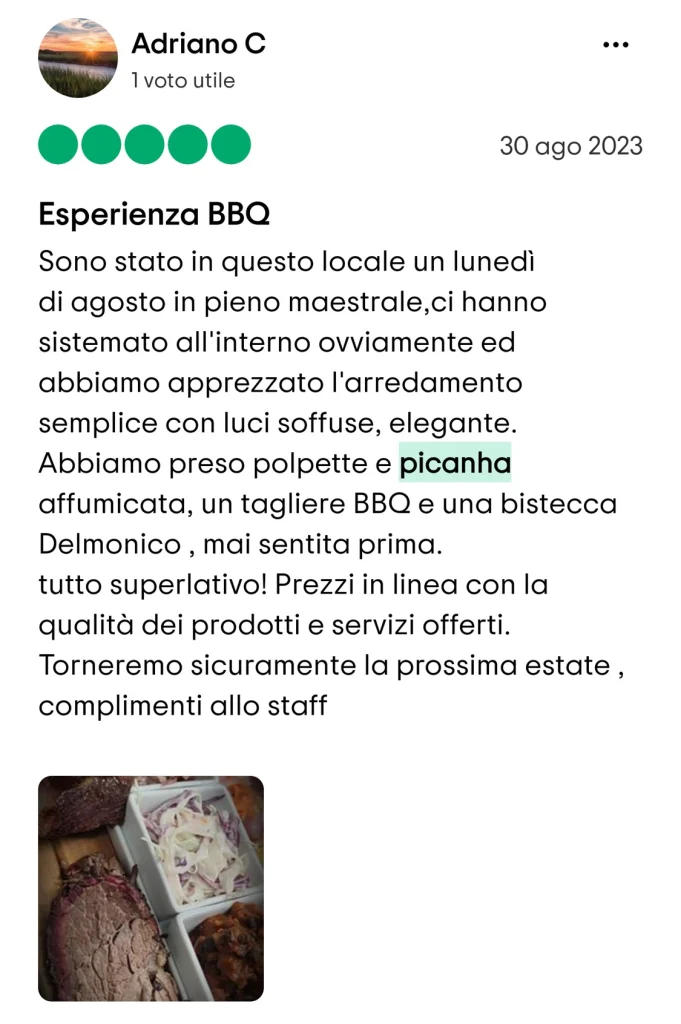 Adriano C
1 voto utile
30 ago 2023
Esperienza BBQ
Sono stato in questo locale un lunedì
di agosto in pieno maestrale,ci hanno
sistemato all'interno ovviamente ed
abbiamo apprezzato l'arredamento
semplice con luci soffuse, elegante.
Abbiamo preso polpette e picanha
affumicata, un tagliere BBQ e una bistecca
Delmonico , mai sentita prima.
tutto superlativo! Prezzi in linea con la
qualità dei prodotti e servizi offerti.
Torneremo sicuramente la prossima estate ,
complimenti allo staff